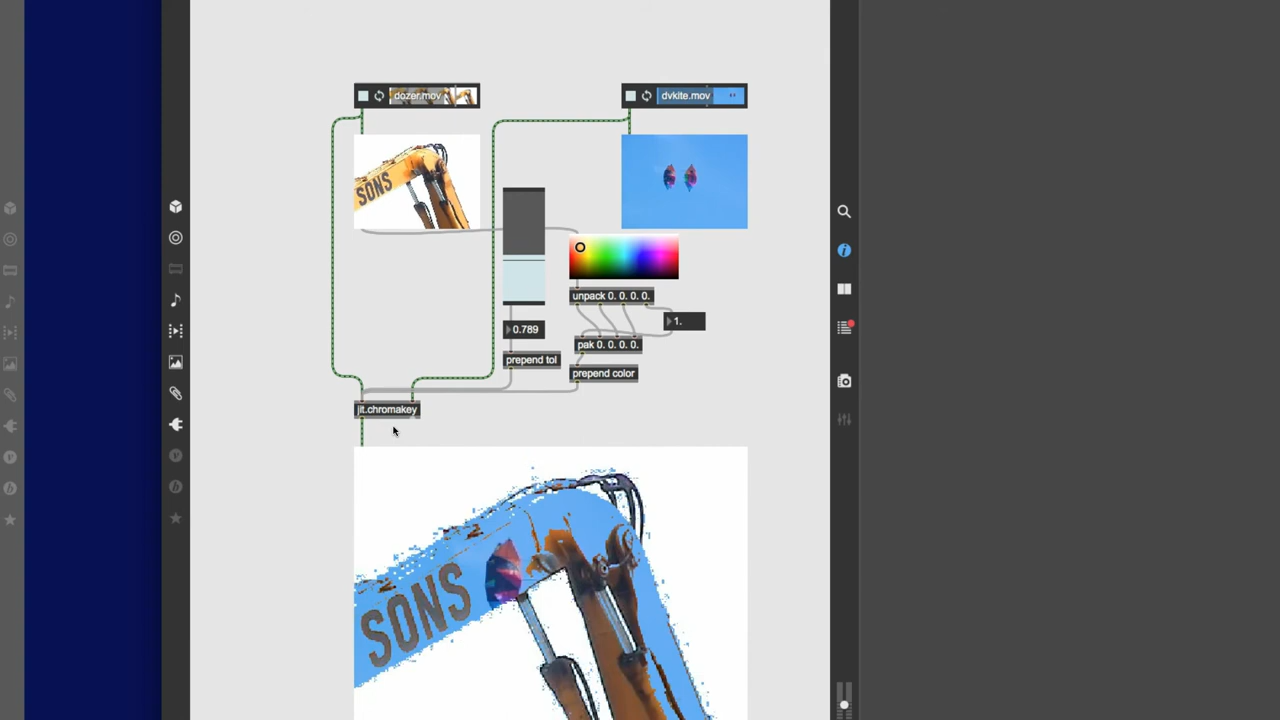 dozer.mov
dvkite.mov
SONS
unpack 0. 0. 0. 0.
1.
0.789
pak 0. 0. 0. 0.
prepend tol
prepend color
jit.chromakey
SONS